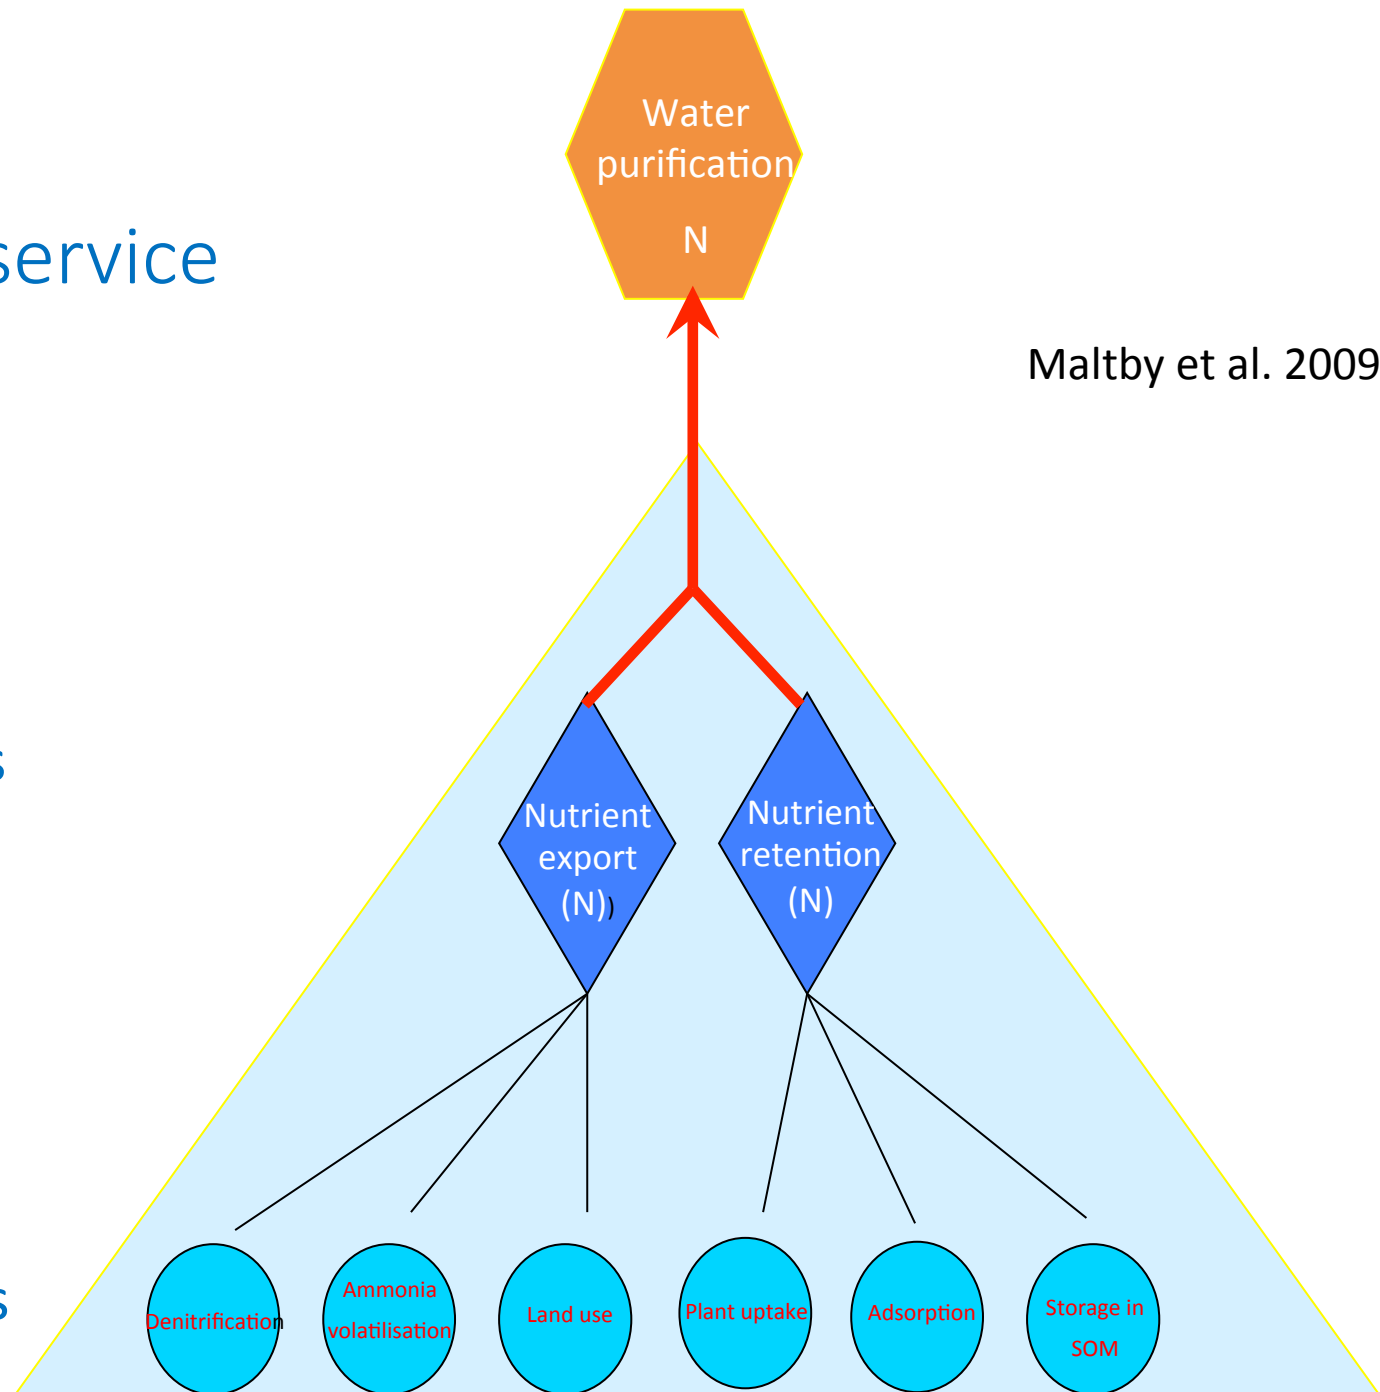 Water
purification
N
service
Maltby et al. 2009
s
Nutrient
export
(N))
Nutrient
retention
(N)
s
Denitrification
Ammonia
volatilisation
Land use
Plant uptake
Adsorption
Storage in
SOM